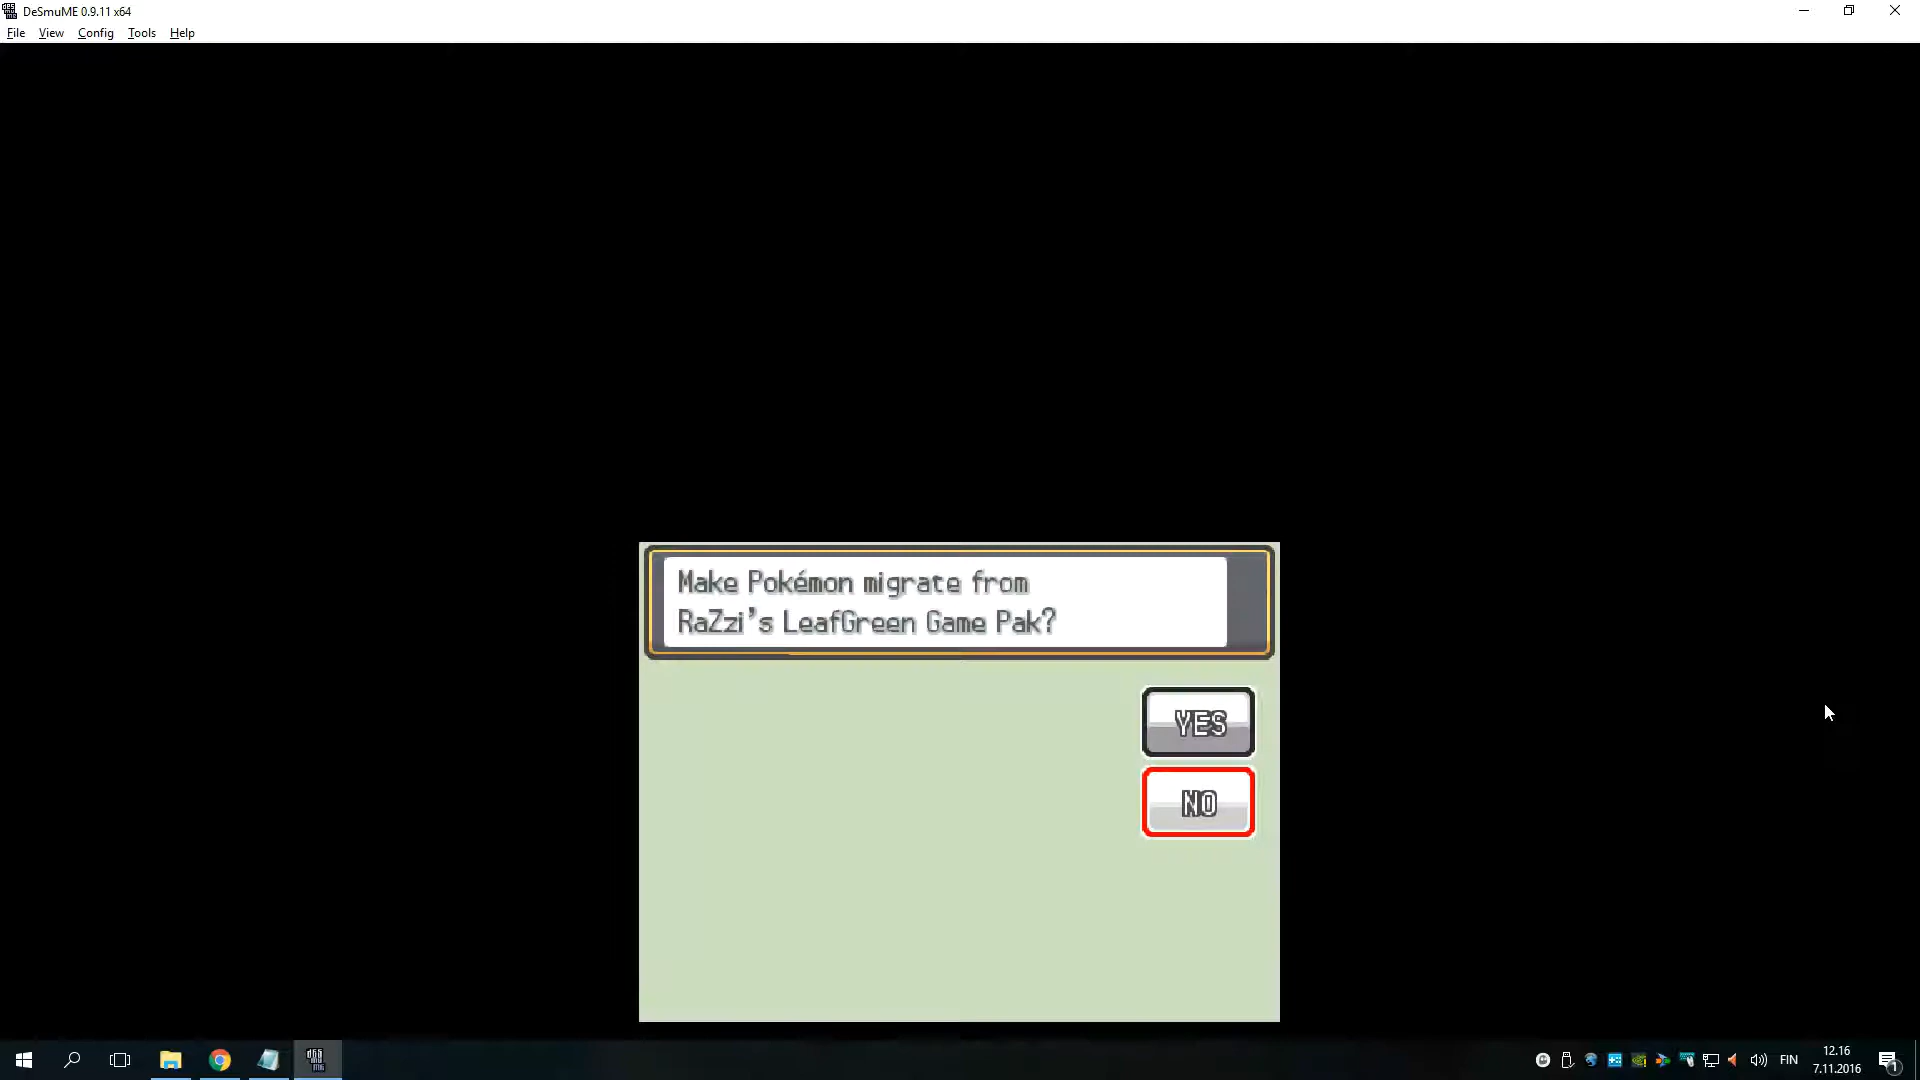 DeSmuME 0.9.11 x64
File View Config Tools Help
Make Pokémon migrate from
RaZzi's LeafGreen Game Pak?
YES
NO
FIN
12.16
7.11.2016
1